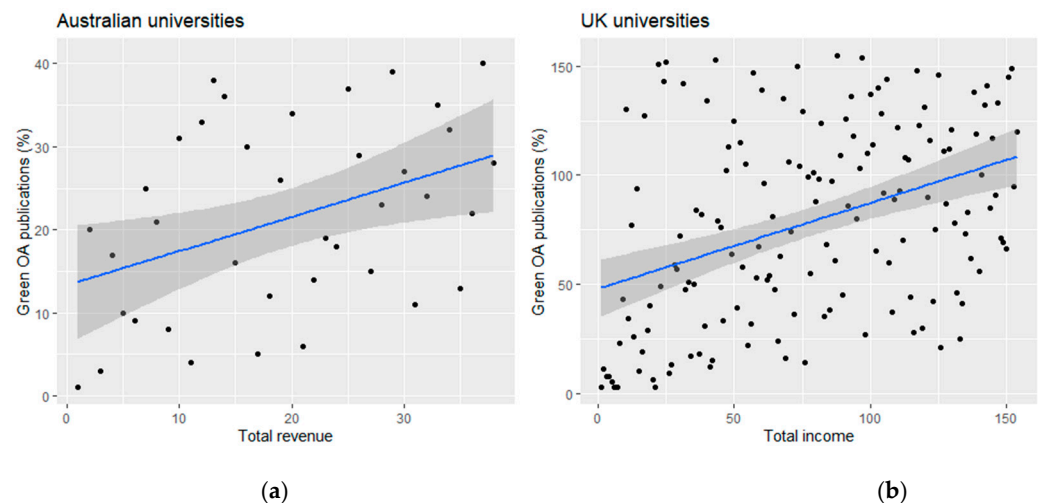 Australian universities
UK universities
Green OA publications (%)
40
30
20
10
0
0
10
20
30
Total revenue
Green OA publications (%)
150
100
50
0
0
50
100
150
Total income
(a)
(b)